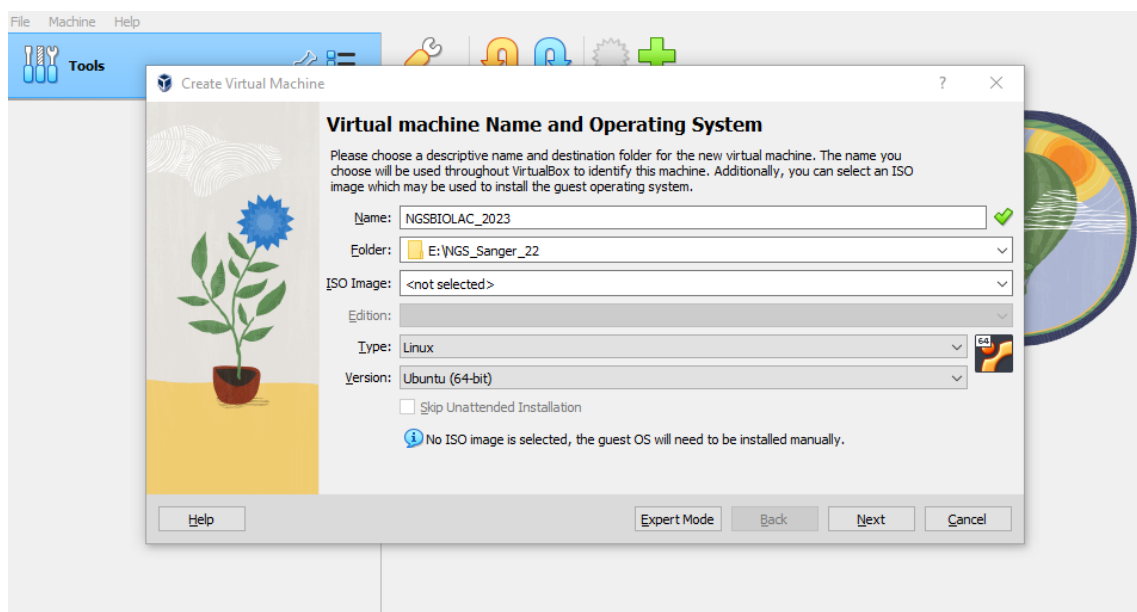 File Machine Help
Tools
Create Virtual Machine ?
Virtual machine Name and Operating System
Please choose a descriptive name and destination folder for the new virtual machine. The name you
choose will be used throughout VirtualBox to identify this machine. Additionally, you can select an ISO
image which may be used to install the guest operating system.
Name: NGSBIOLAC_2023
Folder: E:\NGS_Sanger_22
ISO Image: <not selected>
Edition:
Type: Linux
64
Version: Ubuntu (64-bit)
Skip Unattended Installation
No ISO image is selected, the guest OS will need to be installed manually.
Help Expert Mode Back Next Cancel